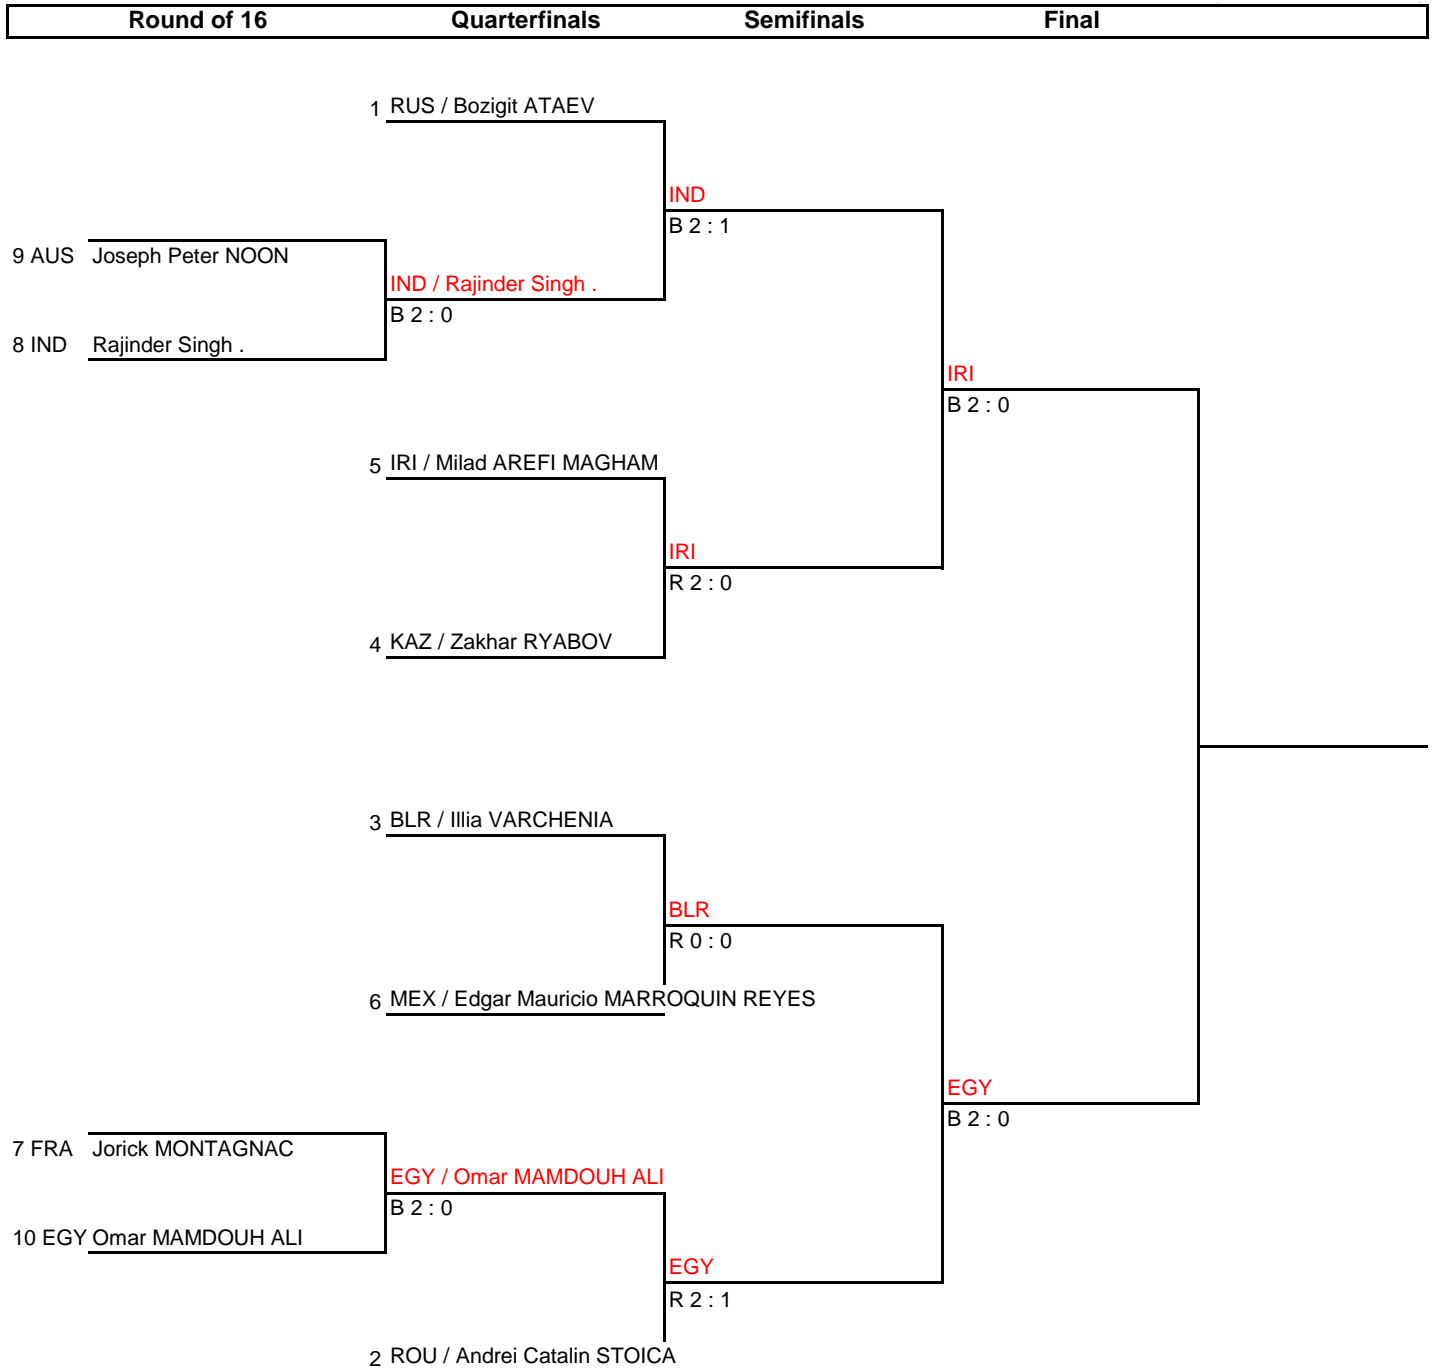 Round of 16 Quarterfinals Semifinals Final
1 RUS / Bozigit ATAEV
IND
B 2 : 1
9 AUS Joseph Peter NOON
IND / Rajinder Singh .
B 2 : 0
8 IND Rajinder Singh .
IRI
B 2 : 0
5 IRI / Milad AREFI MAGHAM
IRI
R 2 : 0
4 KAZ / Zakhar RYABOV
3 BLR / Illia VARCHENIA
BLR
R 0 : 0
6 MEX / Edgar Mauricio MARROQUIN REYES
EGY
B 2 : 0
7 FRA Jorick MONTAGNAC
EGY / Omar MAMDOUH ALI
B 2 : 0
10 EGY Omar MAMDOUH ALI
EGY
R 2 : 1
2 ROU / Andrei Catalin STOICA